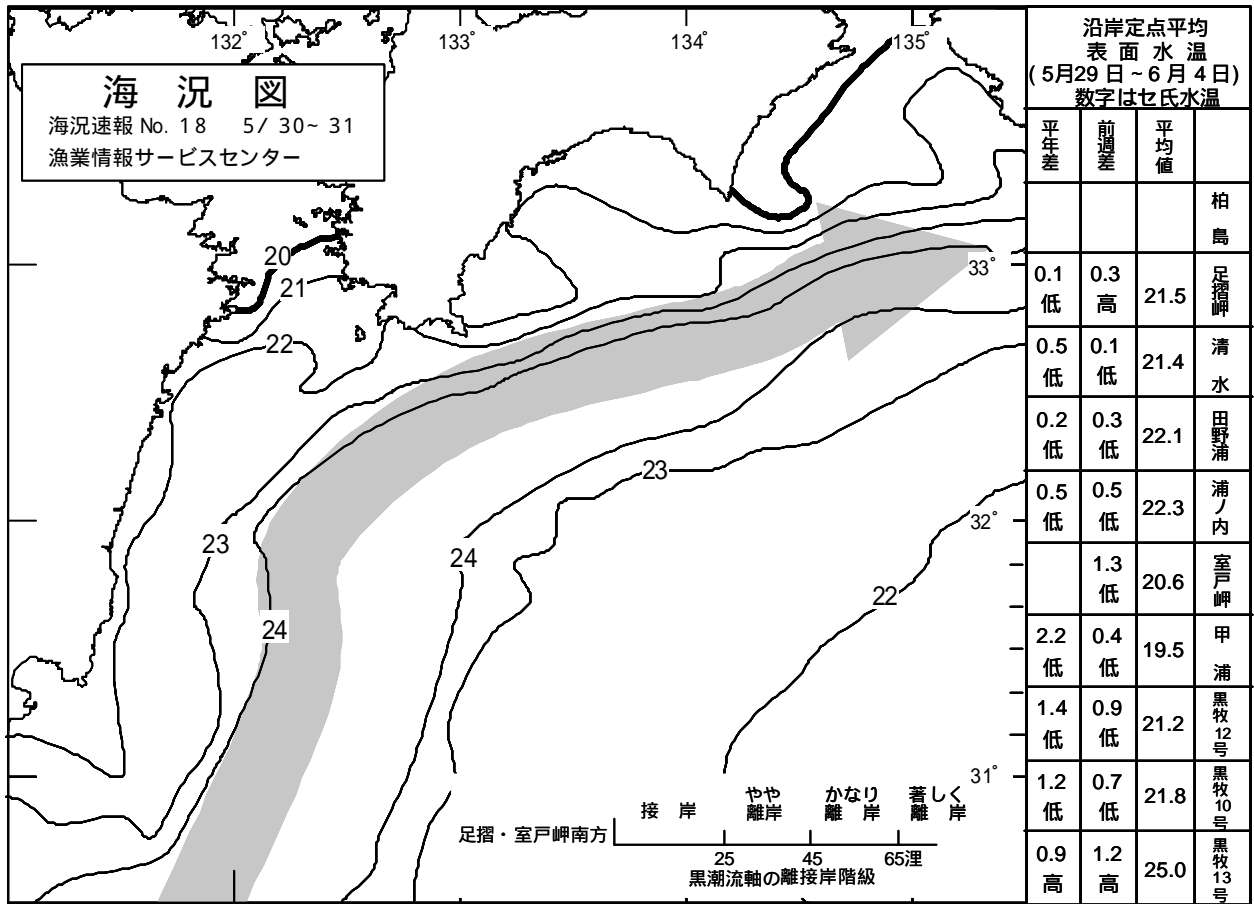 132°
133°
134°
135°
海況図
海況速報 No. 18 5/ 30~ 31
漁業情報サービスセンター
20
21
22
33°
23
32°
23
24
22
24
31°
接岸
やや離岸
かなり離岸
著しく離岸
足摺・室戸岬南方
25 45 65浬
黒潮流軸の離接岸階級
沿岸定点平均
表面水温
( 5月29 日 ~ 6 月 4 日)
数字はセ氏水温
平年差 前週差 平均値
柏島
0.1低 0.3高 21.5 足摺岬
0.5低 0.1低 21.4 清水
0.2低 0.3低 22.1 田野浦
0.5低 0.5低 22.3 浦ノ内
1.3低 20.6 室戸岬
2.2低 0.4低 19.5 甲浦
1.4低 0.9低 21.2 黒牧12号
1.2低 0.7低 21.8 黒牧10号
0.9高 1.2高 25.0 黒牧13号